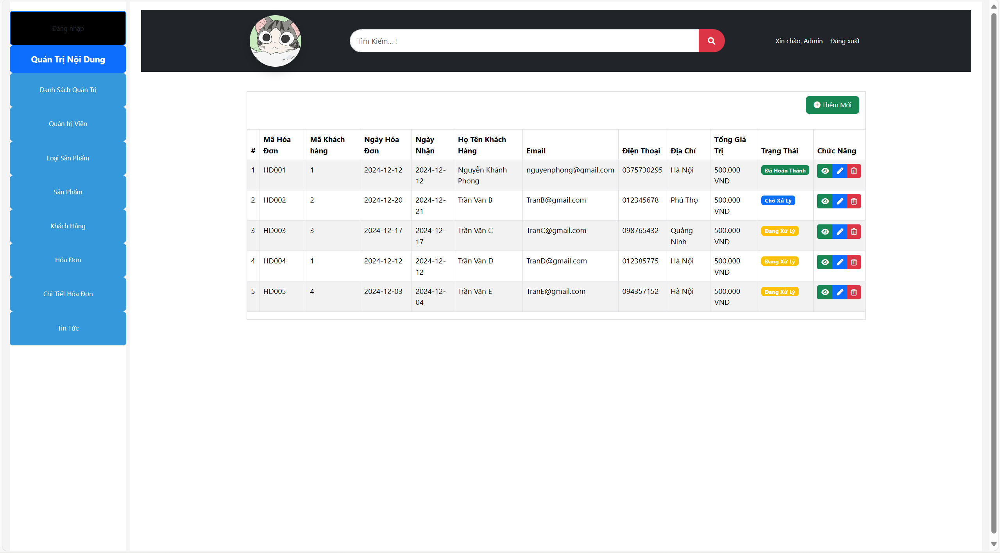 Đăng nhập
Quản Trị Nội Dung
Danh Sách Quản Trị
Quản trị Viên
Loại Sản Phẩm
Sản Phẩm
Khách Hàng
Hóa Đơn
Chi Tiết Hóa Đơn
Tin Tức
Tìm Kiếm... !
Xin chào, Admin Đăng xuất
Thêm Mới
# Mã Hóa Đơn Mã Khách hàng Ngày Hóa Đơn Ngày Nhận Họ Tên Khách Hàng Email Điện Thoại Địa Chỉ Tổng Giá Trị Trạng Thái Chức Năng
1 HD001 1 2024-12-12 2024-12-12 Nguyễn Khánh Phong nguyenphong@gmail.com 0375730295 Hà Nội 500.000 VND Đã Hoàn Thành
2 HD002 2 2024-12-20 2024-12-21 Trần Văn B TranB@gmail.com 012345678 Phú Thọ 500.000 VND Chờ Xử Lý
3 HD003 3 2024-12-17 2024-12-17 Trần Văn C TranC@gmail.com 098765432 Quảng Ninh 500.000 VND Đang Xử Lý
4 HD004 1 2024-12-12 2024-12-12 Trần Văn D TranD@gmail.com 012385775 Hà Nội 500.000 VND Đang Xử Lý
5 HD005 4 2024-12-03 2024-12-04 Trần Văn E TranE@gmail.com 094357152 Hà Nội 500.000 VND Đang Xử Lý